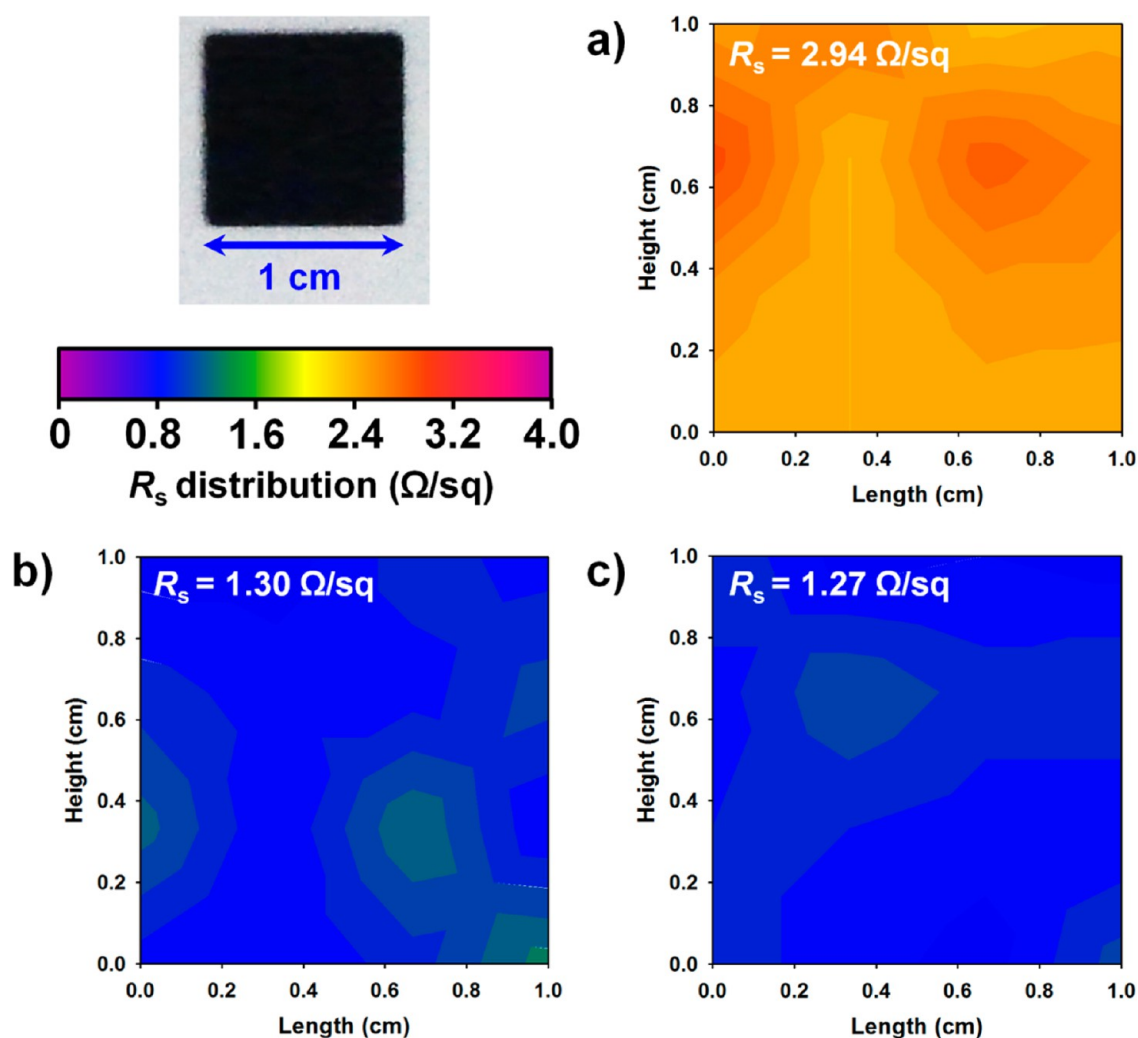 1 cm
0 0.8 1.6 2.4 3.2 4.0
Rs distribution (Ω/sq)
a)
Rs = 2.94 Ω/sq
1.0
0.8
0.6
0.4
0.2
0.0
Height (cm)
0.0 0.2 0.4 0.6 0.8 1.0
Length (cm)
b)
Rs = 1.30 Ω/sq
1.0
0.8
0.6
0.4
0.2
0.0
Height (cm)
0.0 0.2 0.4 0.6 0.8 1.0
Length (cm)
c)
Rs = 1.27 Ω/sq
1.0
0.8
0.6
0.4
0.2
0.0
Height (cm)
0.0 0.2 0.4 0.6 0.8 1.0
Length (cm)